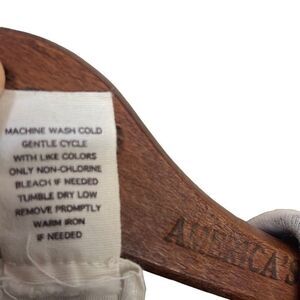 MACHINE WASH COLD
GENTLE CYCLE
WITH LIKE COLORS
ONLY NON-CHLORINE
BLEACH IF NEEDED
TUMBLE DRY LOW
REMOVE PROMPTLY
WARM IRON
IF NEEDED
AMERICA'S